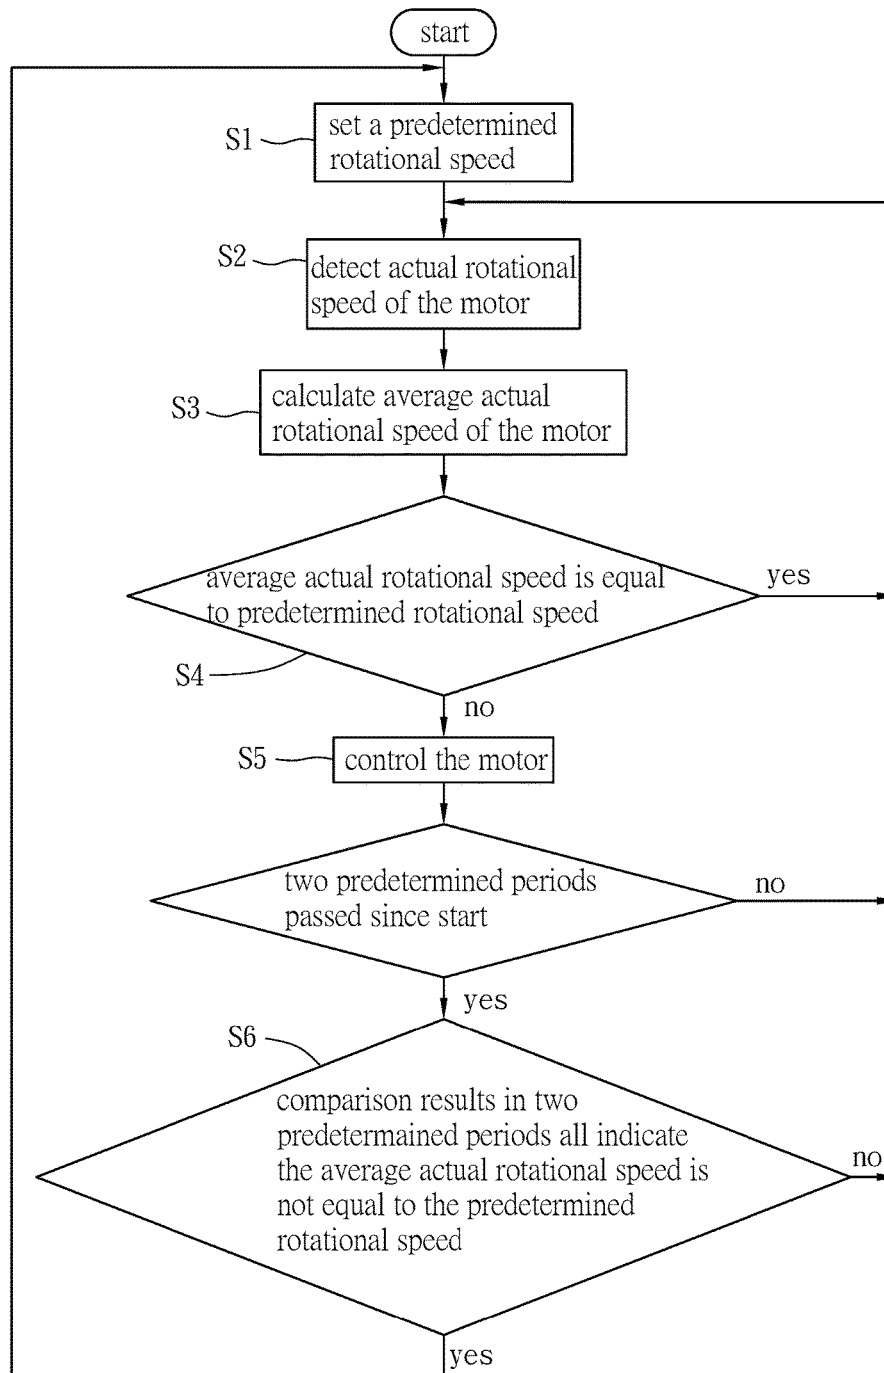 start
S1
set a predetermined
rotational speed
S2
detect actual rotational
speed of the motor
S3
calculate average actual
rotational speed of the motor
average actual rotational speed is equal
to predetermined rotational speed
yes
S4
no
S5
control the motor
two predetermined periods
passed since start
no
yes
S6
comparison results in two
predetermained periods all indicate
the average actual rotational speed is
not equal to the predetermined
rotational speed
no
yes